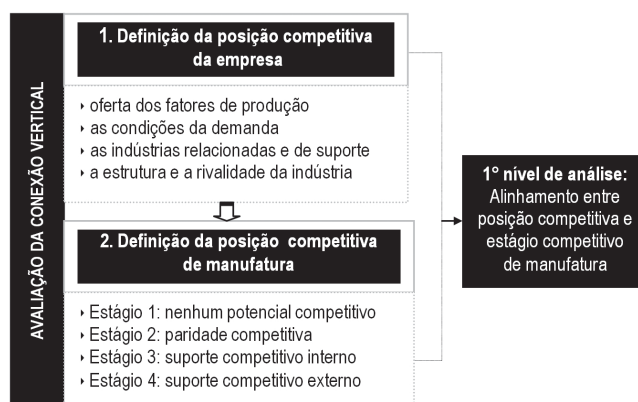 AVALIAÇÃO DA CONEXÃO VERTICAL
1. Definição da posição competitiva
da empresa
oferta dos fatores de produção
as condições da demanda
as indústrias relacionadas e de suporte
a estrutura e a rivalidade da indústria
2. Definição da posição competitiva
de manufatura
Estágio 1: nenhum potencial competitivo
Estágio 2: paridade competitiva
Estágio 3: suporte competitivo interno
Estágio 4: suporte competitivo externo
1° nível de análise:
Alinhamento entre
posição competitiva e
estágio competitivo
de manufatura